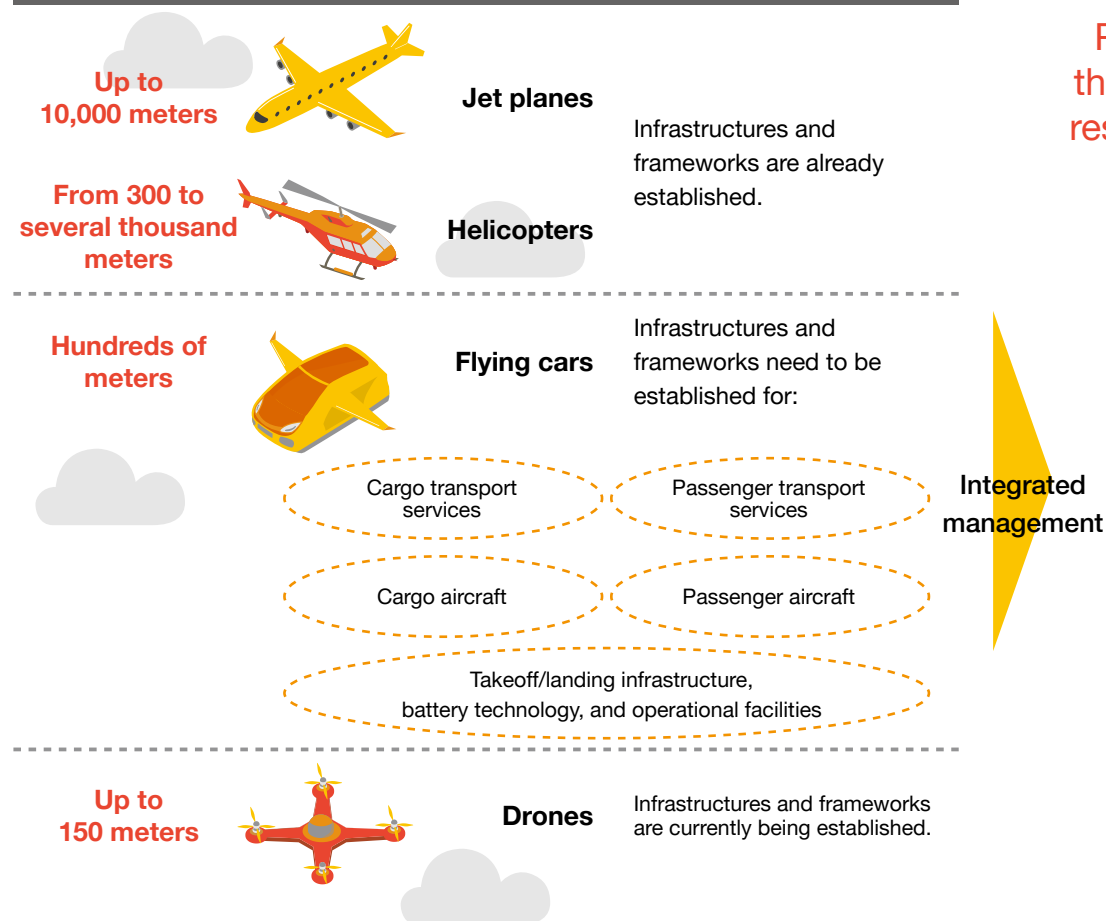 Up to
10,000 meters
Jet planes
Infrastructures and
frameworks are already
established.
From 300 to
several thousand
meters
Helicopters
Hundreds of
meters
Flying cars
Infrastructures and
frameworks need to be
established for:
Cargo transport
services
Passenger transport
services
Cargo aircraft
Passenger aircraft
Takeoff/landing infrastructure,
battery technology, and operational facilities
Integrated
management
Up to
150 meters
Drones
Infrastructures and frameworks
are currently being established.